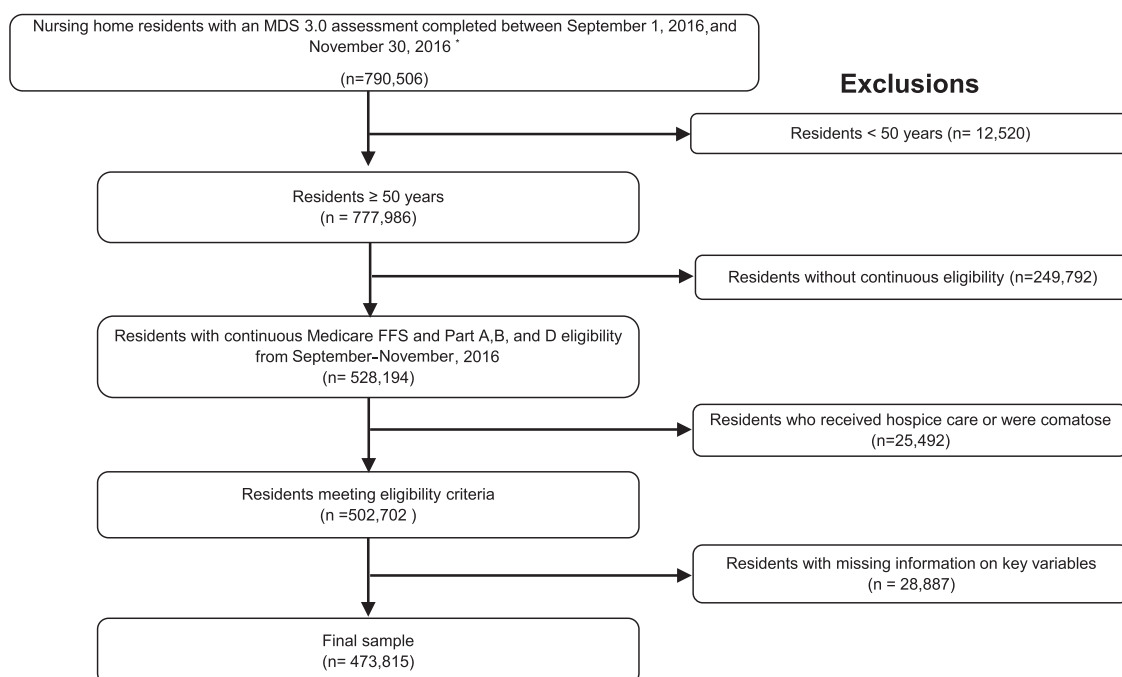 Nursing home residents with an MDS 3.0 assessment completed between September 1, 2016,and
November 30, 2016 *
(n=790,506)
Exclusions
Residents < 50 years (n= 12,520)
Residents ≥ 50 years
(n = 777,986)
Residents without continuous eligibility (n=249,792)
Residents with continuous Medicare FFS and Part A,B, and D eligibility
from September–November, 2016
(n= 528,194)
Residents who received hospice care or were comatose
(n=25,492)
Residents meeting eligibility criteria
(n =502,702 )
Residents with missing information on key variables
(n = 28,887)
Final sample
(n= 473,815)